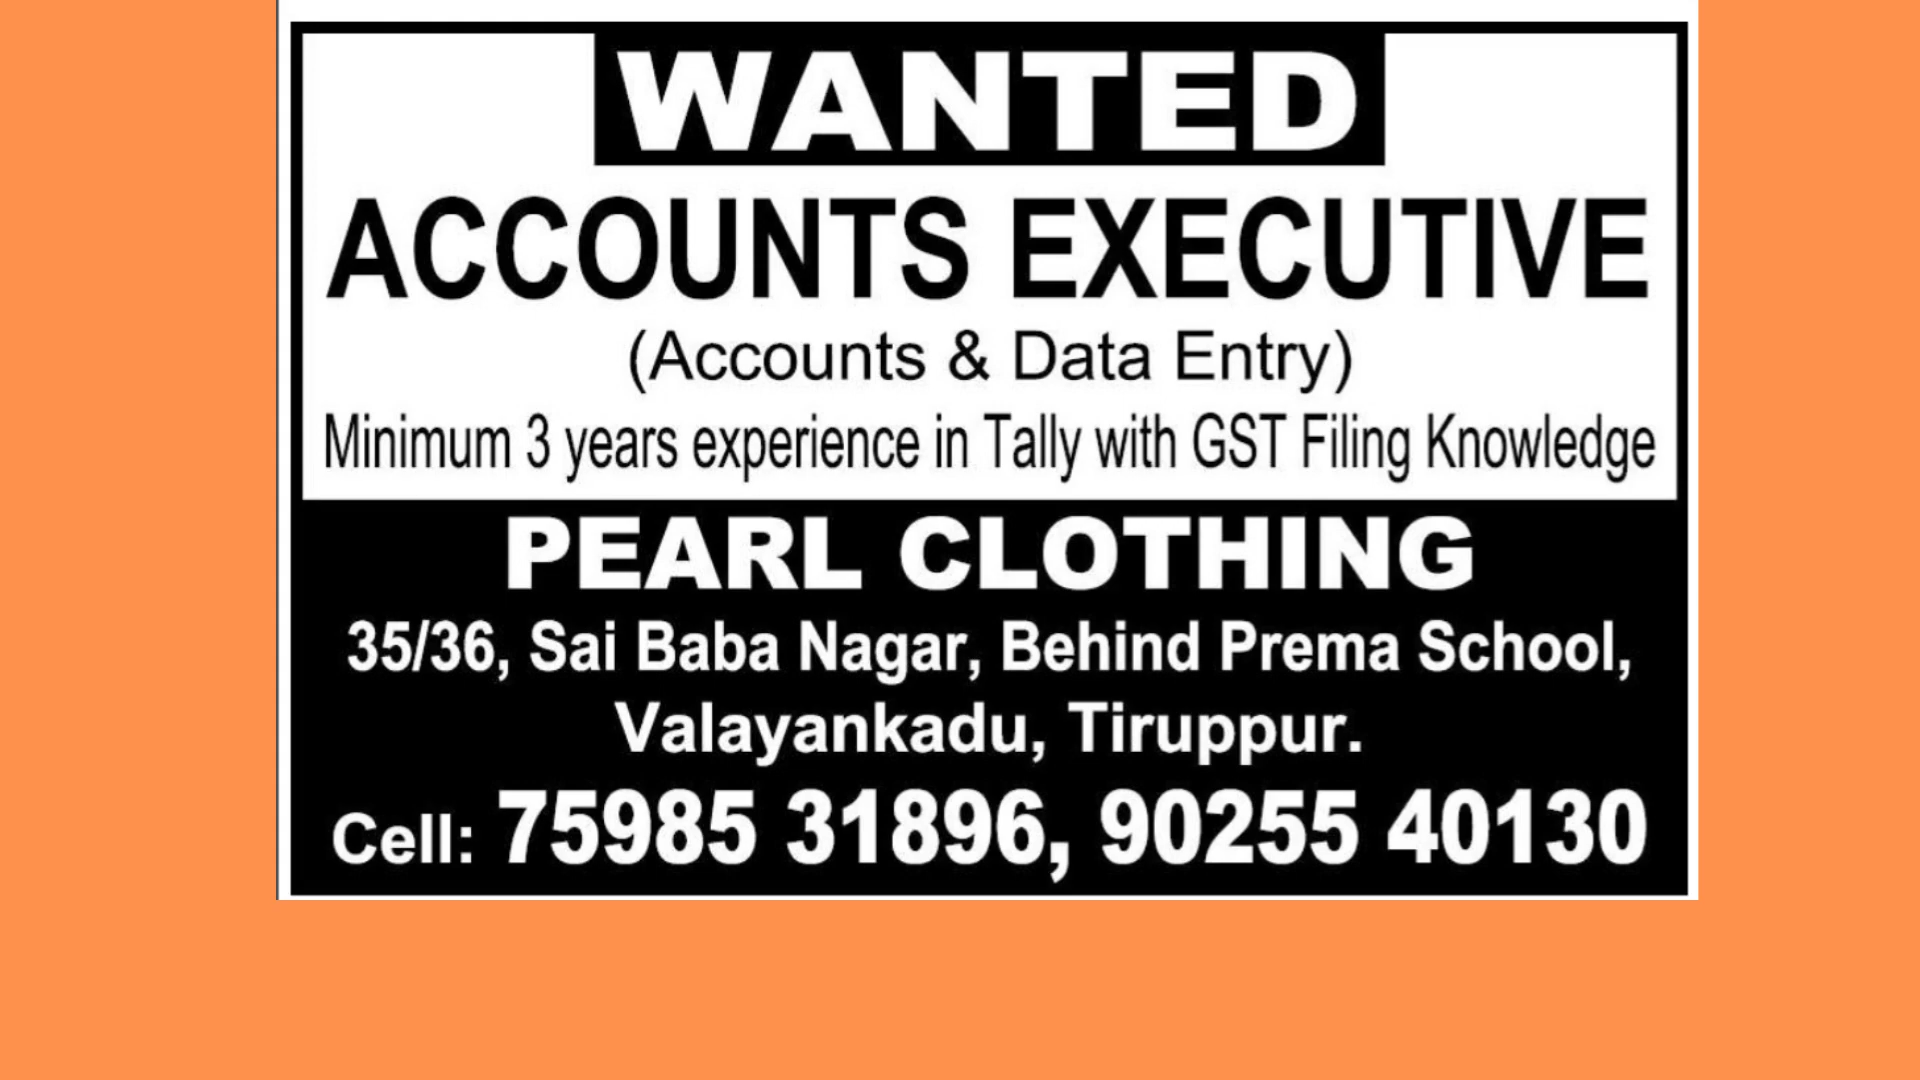 WANTED
ACCOUNTS EXECUTIVE
(Accounts & Data Entry)
Minimum 3 years experience in Tally with GST Filing Knowledge
PEARL CLOTHING
35/36, Sai Baba Nagar, Behind Prema School,
Valayankadu, Tiruppur.
Cell: 75985 31896, 90255 40130